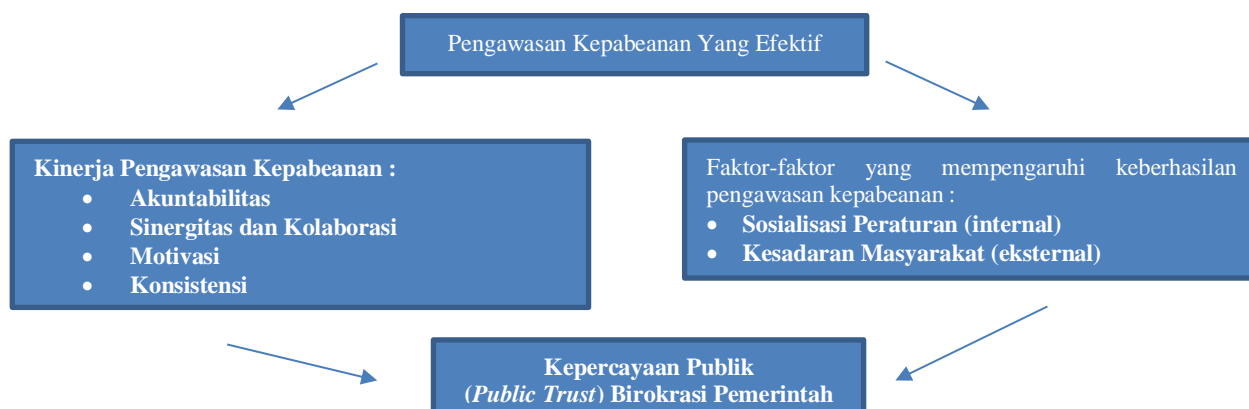 Pengawasan Kepabeanan Yang Efektif
Kinerja Pengawasan Kepabeanan :
• Akuntabilitas
• Sinergitas dan Kolaborasi
• Motivasi
• Konsistensi
Faktor-faktor yang mempengaruhi keberhasilan
pengawasan kepabeanan :
• Sosialisasi Peraturan (internal)
• Kesadaran Masyarakat (eksternal)
Kepercayaan Publik
(Public Trust) Birokrasi Pemerintah